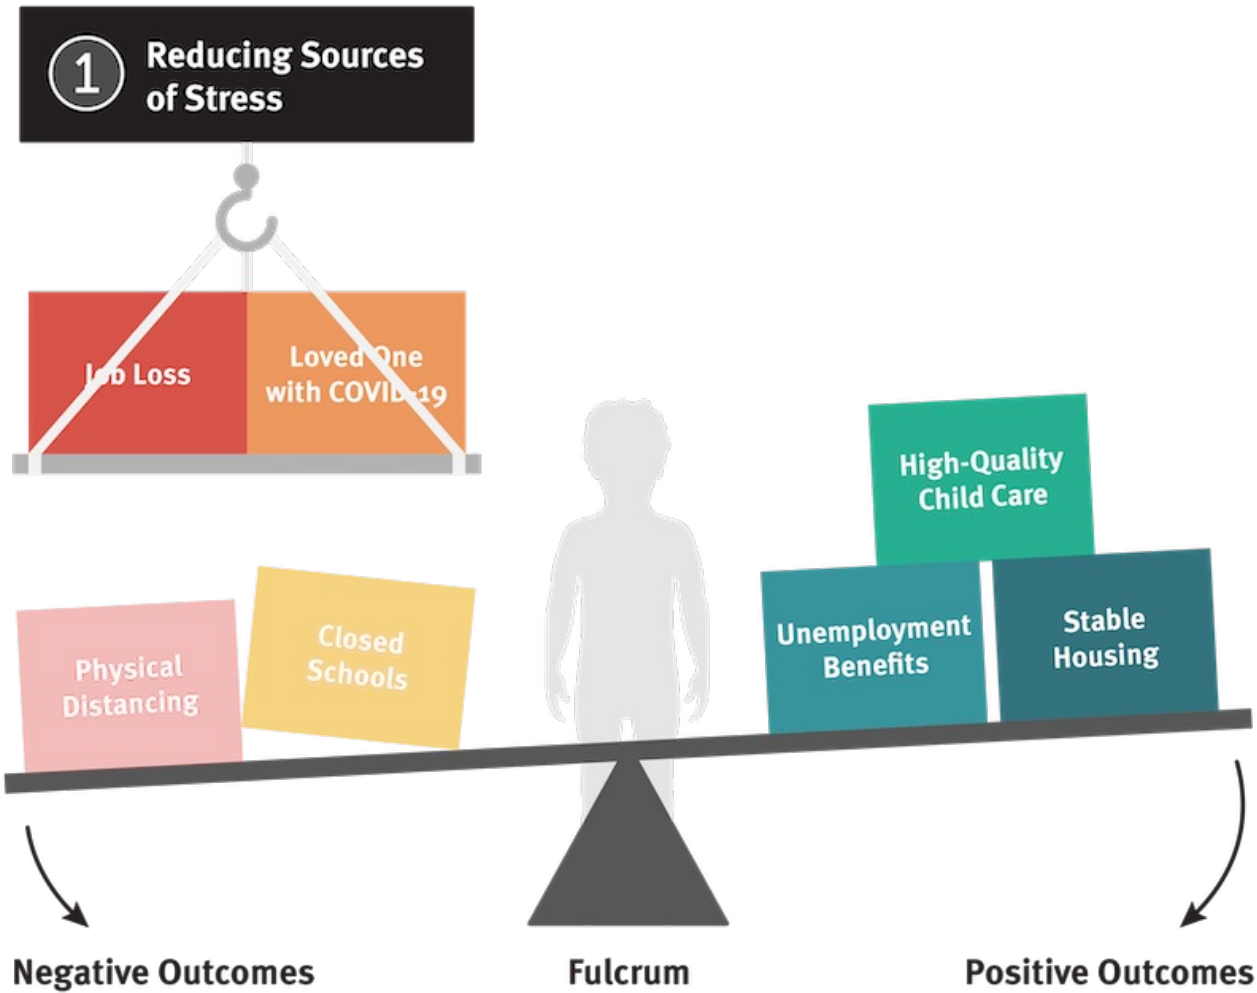 1
Reducing Sources
of Stress
Job Loss
Loved One
with COVID-19
High-Quality
Child Care
Physical
Distancing
Closed
Schools
Unemployment
Benefits
Stable
Housing
Negative Outcomes
Fulcrum
Positive Outcomes